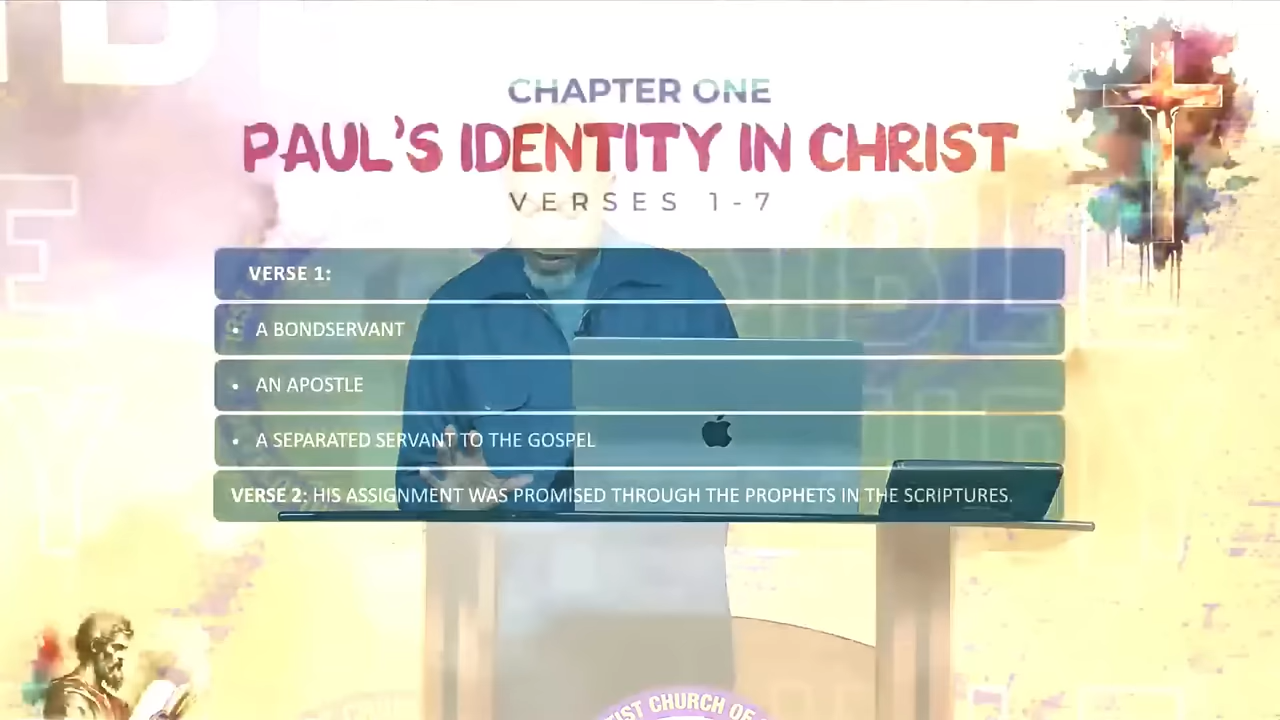 CHAPTER ONE
PAUL'S IDENTITY IN CHRIST
VERSES 1-7
VERSE 1:
• A BONDSERVANT
• AN APOSTLE
• A SEPARATED SERVANT TO THE GOSPEL
VERSE 2: HIS ASSIGNMENT WAS PROMISED THROUGH THE PROPHETS IN THE SCRIPTURES.
CHURCH OF